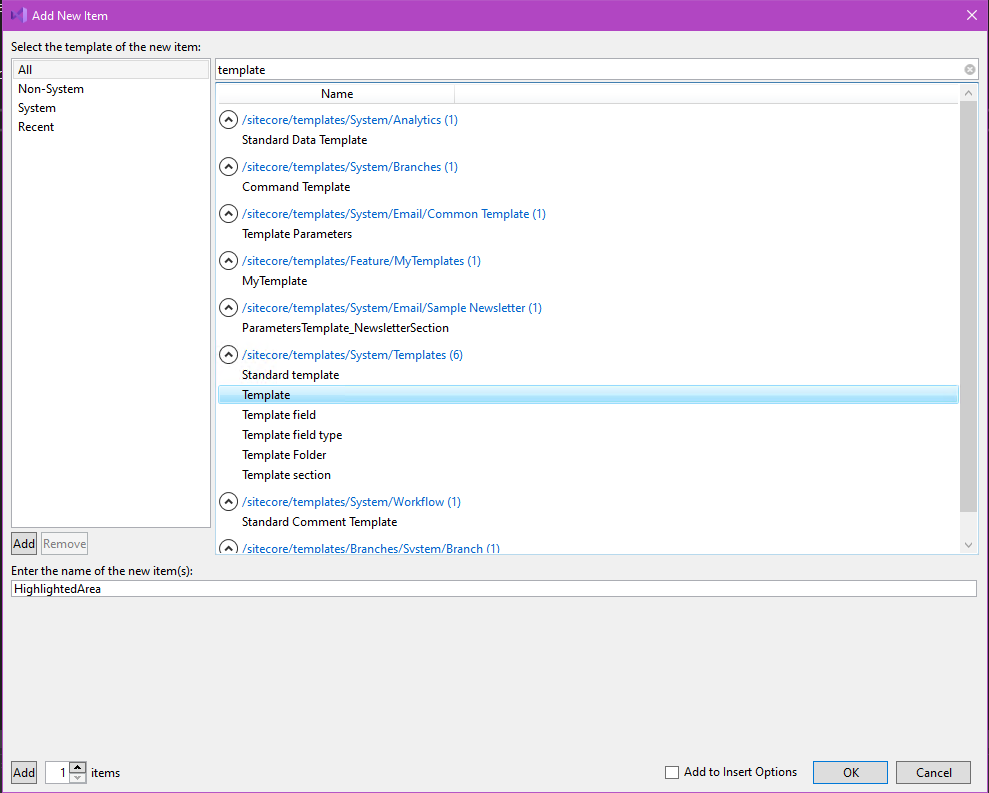 Add New Item
Select the template of the new item:
All
Non-System
System
Recent
template
Name
/sitecore/templates/System/Analytics (1)
Standard Data Template
/sitecore/templates/System/Branches (1)
Command Template
/sitecore/templates/System/Email/Common Template (1)
Template Parameters
/sitecore/templates/Feature/MyTemplates (1)
MyTemplate
/sitecore/templates/System/Email/Sample Newsletter (1)
ParametersTemplate_NewsletterSection
/sitecore/templates/System/Templates (6)
Standard template
Template
Template field
Template field type
Template Folder
Template section
/sitecore/templates/System/Workflow (1)
Standard Comment Template
/sitecore/templates/Branches/System/Branch (1)
Add Remove
Enter the name of the new item(s):
HighlightedArea
Add 1 items
Add to Insert Options OK Cancel